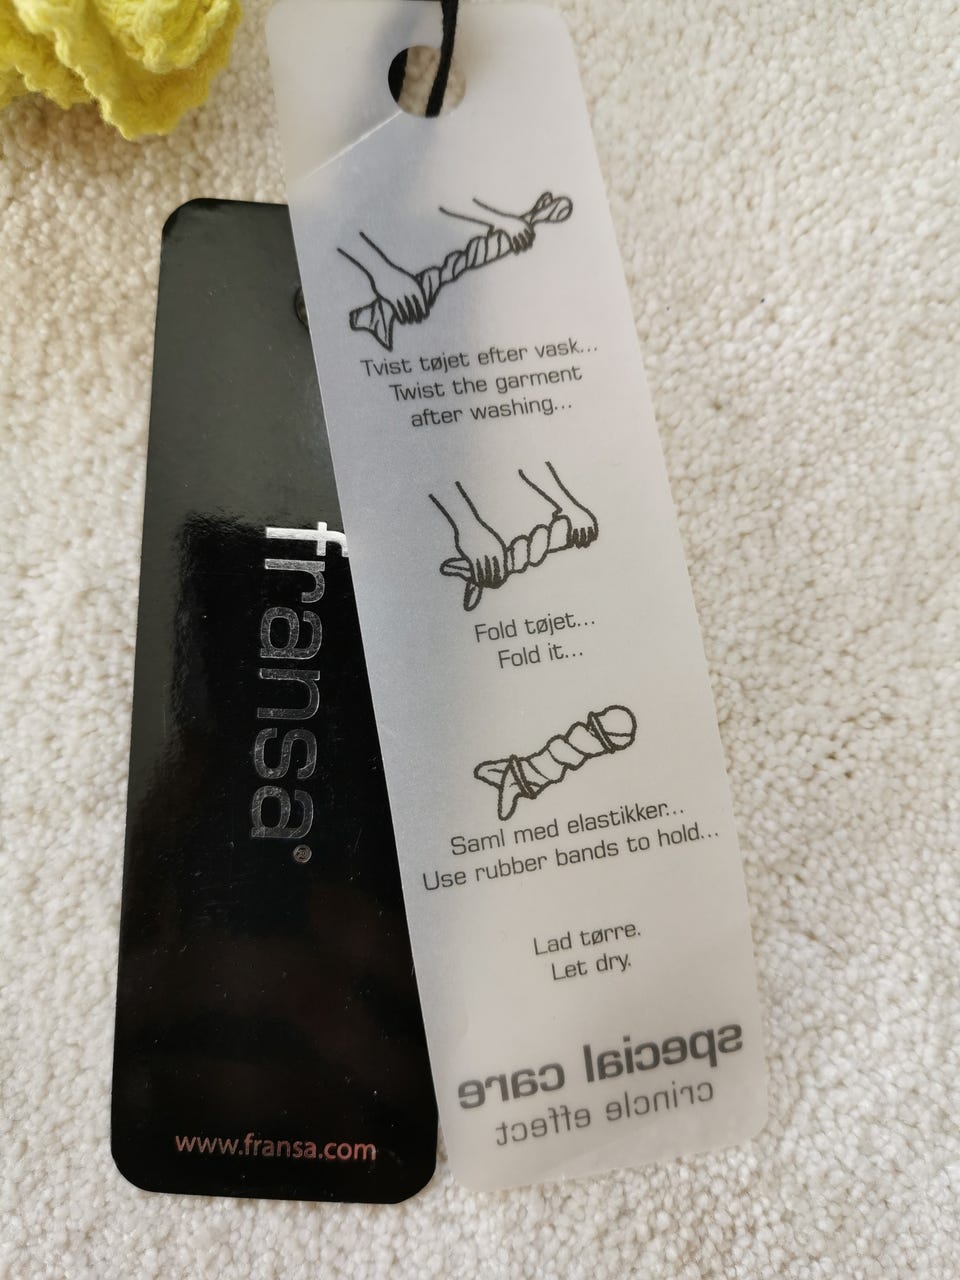 Tvist tøjet efter vask...
Twist the garment
after washing...
Fold tøjet...
Fold it...
Saml med elastikker...
Use rubber bands to hold...
Lad tørre.
Let dry.
special care
crincle effect
fransa®
www.fransa.com